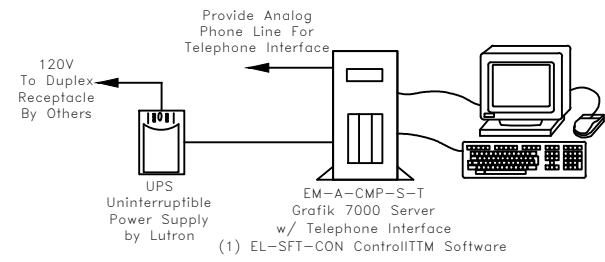 Provide Analog
Phone Line For
Telephone Interface
120V
To Duplex
Receptacle
By Others
UPS
Uninterruptible
Power Supply
by Lutron
EM-A-CMP-S-T
Grafik 7000 Server
w/ Telephone Interface
(1) EL-SFT-CON ControlITTM Software